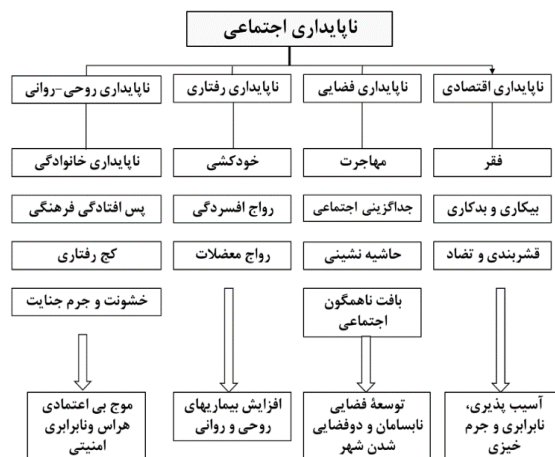 ناپایداری اجتماعی
ناپایداری اقتصادی
ناپایداری فضایی
ناپایداری رفتاری
ناپایداری روحی-روانی
فقر
مهاجرت
خودکشی
ناپایداری خانوادگی
بیکاری و بدکاری
جداگزینی اجتماعی
رواج افسردگی
پس افتادگی فرهنگی
قشربندی و تضاد
حاشیه نشینی
رواج معضلات
کج رفتاری
بافت ناهمگون
اجتماعی
خشونت و جرم جنایت
آسیب پذیری،
نابرابری و جرم
خیزی
توسعهٔ فضایی
نابسامان و دوفضایی
شدن شهر
افزایش بیماریهای
روحی و روانی
موج بی اعتمادی
هراس ونابرابری
امنیتی